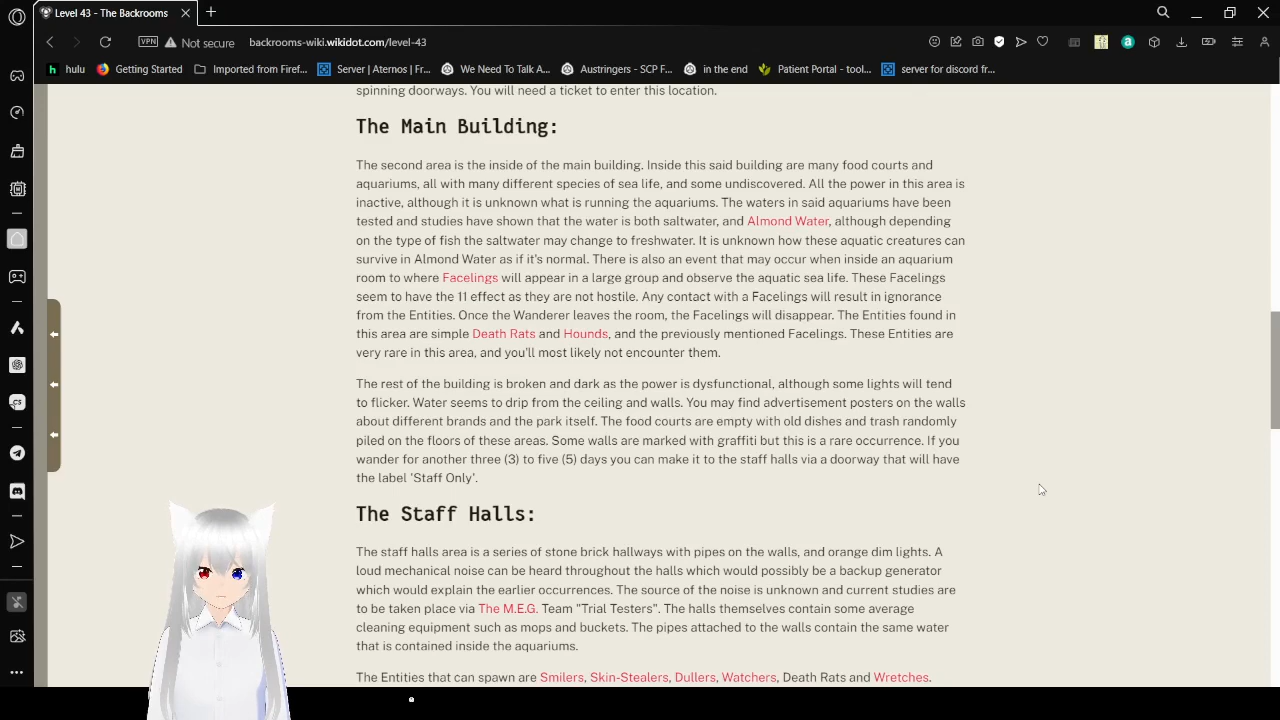 Level 43 - The Backrooms
VPN
Not secure
backrooms-wiki.wikidot.com/level-43
hulu
Getting Started
Imported from Firef...
Server | Aternos | Fr...
We Need To Talk A...
Austringers - SCP F...
in the end
Patient Portal - tool...
server for discord fr...
spinning doorways. You will need a ticket to enter this location.
The Main Building:
The second area is the inside of the main building. Inside this said building are many food courts and
aquariums, all with many different species of sea life, and some undiscovered. All the power in this area is
inactive, although it is unknown what is running the aquariums. The waters in said aquariums have been
tested and studies have shown that the water is both saltwater, and Almond Water, although depending
on the type of fish the saltwater may change to freshwater. It is unknown how these aquatic creatures can
survive in Almond Water as if it's normal. There is also an event that may occur when inside an aquarium
room to where Facelings will appear in a large group and observe the aquatic sea life. These Facelings
seem to have the 11 effect as they are not hostile. Any contact with a Facelings will result in ignorance
from the Entities. Once the Wanderer leaves the room, the Facelings will disappear. The Entities found in
this area are simple Death Rats and Hounds, and the previously mentioned Facelings. These Entities are
very rare in this area, and you'll most likely not encounter them.
The rest of the building is broken and dark as the power is dysfunctional, although some lights will tend
to flicker. Water seems to drip from the ceiling and walls. You may find advertisement posters on the walls
about different brands and the park itself. The food courts are empty with old dishes and trash randomly
piled on the floors of these areas. Some walls are marked with graffiti but this is a rare occurrence. If you
wander for another three (3) to five (5) days you can make it to the staff halls via a doorway that will have
the label 'Staff Only'.
The Staff Halls:
The staff halls area is a series of stone brick hallways with pipes on the walls, and orange dim lights. A
loud mechanical noise can be heard throughout the halls which would possibly be a backup generator
which would explain the earlier occurrences. The source of the noise is unknown and current studies are
to be taken place via The M.E.G. Team "Trial Testers". The halls themselves contain some average
cleaning equipment such as mops and buckets. The pipes attached to the walls contain the same water
that is contained inside the aquariums.
The Entities that can spawn are Smilers, Skin-Stealers, Dullers, Watchers, Death Rats and Wretches.